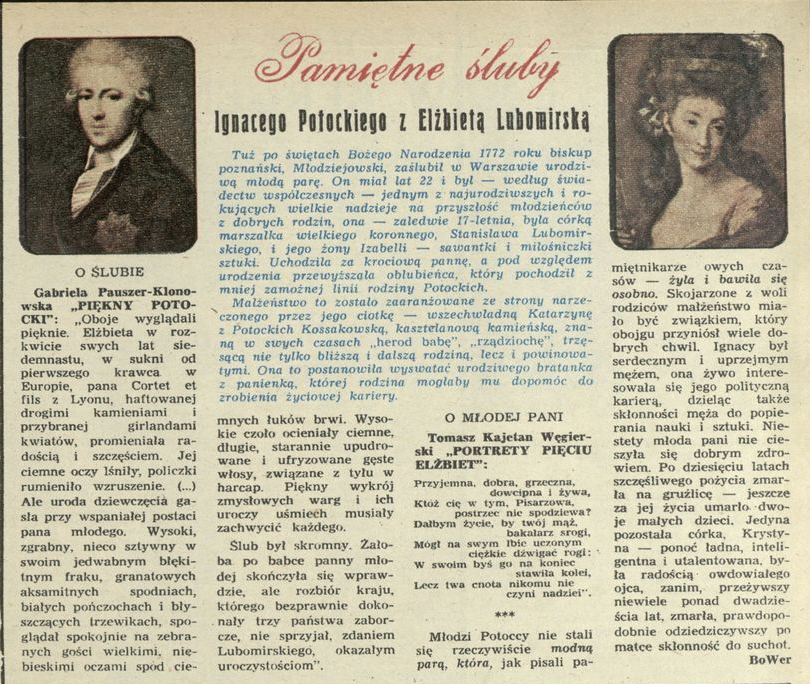 Pamiętne śluby
Ignacego Potockiego z Elżbietą Lubomirską
Tuż po świętach Bożego Narodzenia 1772 roku biskup
poznański, Młodziejowski, zaślubił w Warszawie urodzi-
wą młodą parę. On miał lat 22 i był — według świa-
dectw współczesnych — jednym z najurodziwszych i ro-
kujących wielkie nadzieje na przyszłość młodzieńców
z dobrych rodzin, ona — zaledwie 17-letnia, była córką
marszałka wielkiego koronnego, Stanisława Lubomir-
skiego, i jego żony Izabelli — sawantki i miłośniczki
sztuki. Uchodziła za krociową pannę, a pod względem
urodzenia przewyższała oblubieńca, który pochodził z
mniej zamożnej linii rodziny Potockich.
Małżeństwo to zostało zaaranżowane ze strony narze-
czonego przez jego ciotkę — wszechwładną Katarzynę
z Potockich Kossakowską, kasztelanową kamieńską, zna-
ną w swych czasach „herod babę", „rządziochę", trzę-
sącą nie tylko bliższą i dalszą rodziną, lecz i powinowa-
tymi. Ona to postanowiła wyswatać urodziwego bratanka
z panienką, której rodzina mogłaby mu dopomóc do
zrobienia życiowej kariery.
O ŚLUBIE
Gabriela Pauszer-Klono-
wska „PIĘKNY POTO-
CKI": „Oboje wyglądali
pięknie. Elżbieta w roz-
kwicie swych lat sie-
demnastu, w sukni od
pierwszego krawca w
Europie, pana Cortet et
fils z Lyonu, haftowanej
drogimi kamieniami i
przybranej girlandami
kwiatów, promieniała ra-
dością i szczęściem. Jej
ciemne oczy lśniły, policzki
rumieniło wzruszenie. (...)
Ale uroda dziewczęcia ga-
sła przy wspaniałej postaci
pana młodego. Wysoki,
zgrabny, nieco sztywny w
swoim jedwabnym błęki-
tnym fraku, granatowych
aksamitnych spodniach,
białych pończochach i bły-
szczących trzewikach, spo-
glądał spokojnie na zebra-
nych gości wielkimi, nie-
bieskimi oczami spod cie-
mnych łuków brwi. Wyso-
kie czoło ocieniały ciemne,
długie, starannie upudro-
wane i ufryzowane gęste
włosy, związane z tyłu w
harcap. Piękny wykrój
zmysłowych warg i ich
uroczy uśmiech musiały
zachwycić każdego.
Ślub był skromny. Żało-
ba po babce panny mło-
dej skończyła się wpraw-
dzie, ale rozbiór kraju,
którego bezprawnie doko-
nały trzy państwa zabor-
cze, nie sprzyjał, zdaniem
Lubomirskiego, okazałym
uroczystościom".
O MŁODEJ PANI
Tomasz Kajetan Węgier-
ski „PORTRETY PIĘCIU
ELŻBIET":
Przyjemna, dobra, grzeczna,
dowcipna i żywa,
Któż cię w tym, Pisarzowa,
postrzec nie spodziewa?
Dałbym życie, by twój mąż,
bakałarz srogi,
Mógł na swym łbie uczonym
ciężkie dźwigać rogi:
W swoim byś go na koniec
stawiła kolei,
Lecz twa cnota nikomu nie
czyni nadziei".
***
Młodzi Potoccy nie stali
się rzeczywiście modną
parą, która, jak pisali pa-
miętnikarze owych cza-
sów — żyła i bawiła się
osobno. Skojarzone z woli
rodziców małżeństwo mia-
ło być związkiem, który
obojgu przyniósł wiele do-
brych chwil. Ignacy był
serdecznym i uprzejmym
mężem, ona żywo intere-
sowała się jego polityczną
karierą, dzieląc także
skłonności męża do popie-
rania nauki i sztuki. Nie-
stety młoda pani nie cie-
szyła się dobrym zdro-
wiem. Po dziesięciu latach
szczęśliwego pożycia zmar-
ła na gruźlicę — jeszcze
za jej życia umarło dwo-
je małych dzieci. Jedyna
pozostała córka, Krysty-
na — ponoć ładna, inteli-
gentna i utalentowana, by-
ła radością owdowiałego
ojca, zanim, przeżywszy
niewiele ponad dwadzie-
ścia lat, zmarła, prawdopo-
dobnie odziedziczywszy po
matce skłonność do suchot.
BoWer